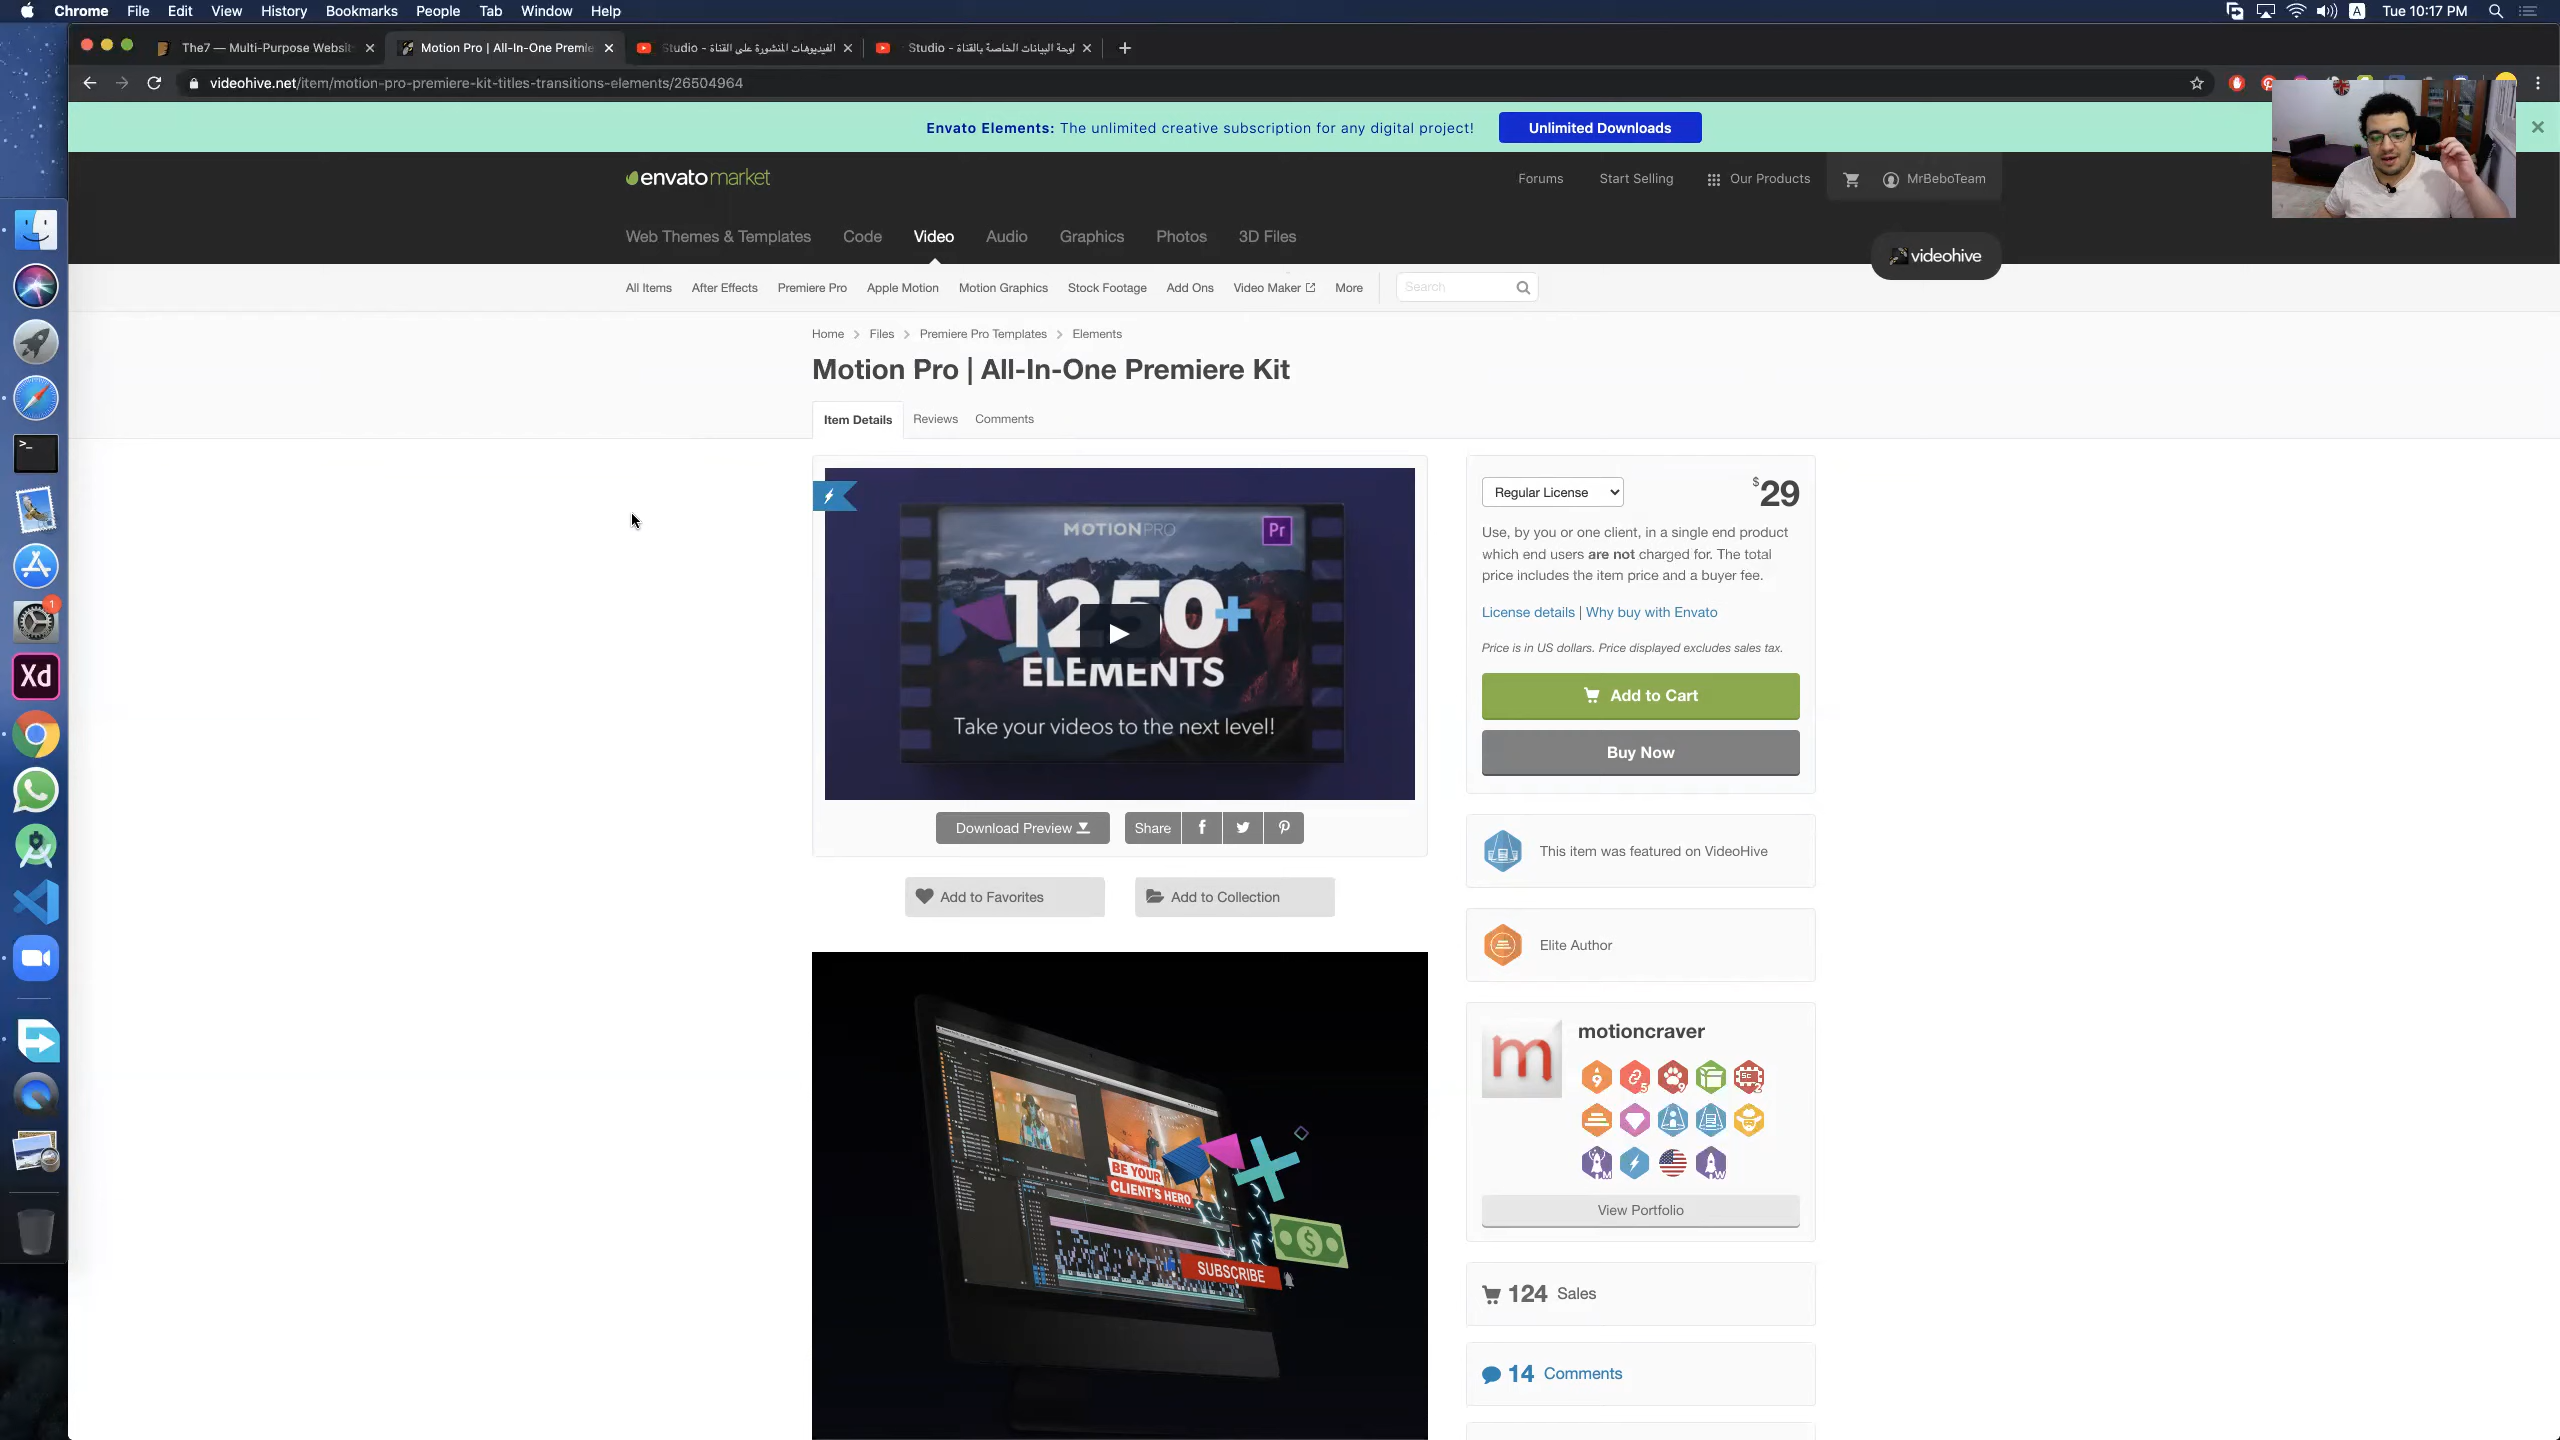 Chrome File Edit View History Bookmarks People Tab Window Help
A Tue 10:17 PM
The7 — Multi-Purpose Websit
Motion Pro | All-In-One Premie
Studio - الفيديوهات المنشورة على القناة
Studio - لوحة البيانات الخاصة بالقناة
videohive.net/item/motion-pro-premiere-kit-titles-transitions-elements/26504964
Envato Elements: The unlimited creative subscription for any digital project!
Unlimited Downloads
envato market
Forums Start Selling Our Products MrBeboTeam
Web Themes & Templates Code Video Audio Graphics Photos 3D Files
videohive
All Items After Effects Premiere Pro Apple Motion Motion Graphics Stock Footage Add Ons Video Maker More Search
Home > Files > Premiere Pro Templates > Elements
Motion Pro | All-In-One Premiere Kit
Item Details Reviews Comments
MOTIONPRO
Pr
1250+
ELEMENTS
Take your videos to the next level!
Download Preview
Share
Add to Favorites
Add to Collection
BE YOUR
CLIENT'S HERO
SUBSCRIBE
Regular License
$29
Use, by you or one client, in a single end product
which end users are not charged for. The total
price includes the item price and a buyer fee.
License details | Why buy with Envato
Price is in US dollars. Price displayed excludes sales tax.
Add to Cart
Buy Now
This item was featured on VideoHive
Elite Author
m
motioncraver
View Portfolio
124 Sales
14 Comments
1
Xd